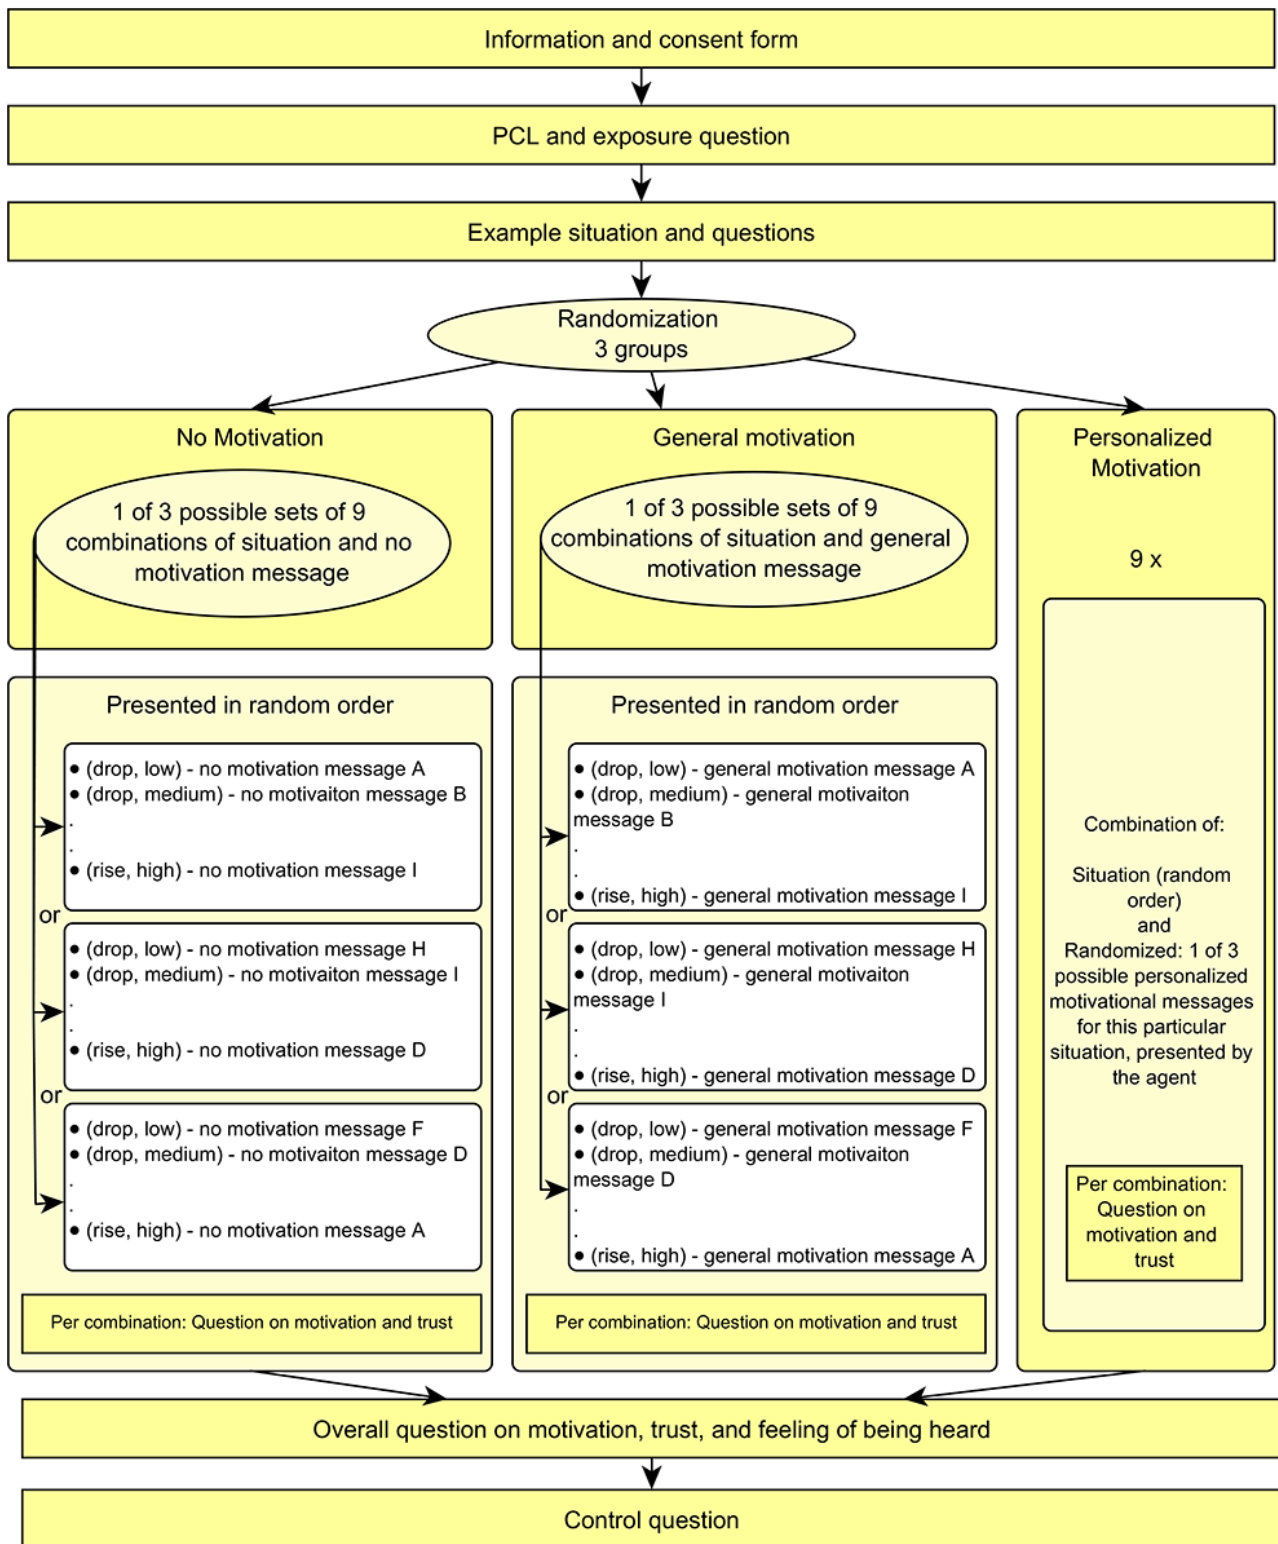 Information and consent form
PCL and exposure question
Example situation and questions
Randomization
3 groups
No Motivation
1 of 3 possible sets of 9
combinations of situation and no
motivation message
Presented in random order
• (drop, low) - no motivation message A
• (drop, medium) - no motivaiton message B
.
.
• (rise, high) - no motivation message I
or
• (drop, low) - no motivation message H
• (drop, medium) - no motivaiton message I
.
.
• (rise, high) - no motivation message D
or
• (drop, low) - no motivation message F
• (drop, medium) - no motivaiton message D
.
.
• (rise, high) - no motivation message A
Per combination: Question on motivation and trust
General motivation
1 of 3 possible sets of 9
combinations of situation and general
motivation message
Presented in random order
• (drop, low) - general motivation message A
• (drop, medium) - general motivaiton
message B
.
.
• (rise, high) - general motivation message I
or
• (drop, low) - general motivation message H
• (drop, medium) - general motivaiton
message I
.
.
• (rise, high) - general motivation message D
or
• (drop, low) - general motivation message F
• (drop, medium) - general motivaiton
message D
.
.
• (rise, high) - general motivation message A
Per combination: Question on motivation and trust
Personalized
Motivation
9 x
Combination of:
Situation (random
order)
and
Randomized: 1 of 3
possible personalized
motivational messages
for this particular
situation, presented by
the agent
Per combination:
Question on
motivation and
trust
Overall question on motivation, trust, and feeling of being heard
Control question